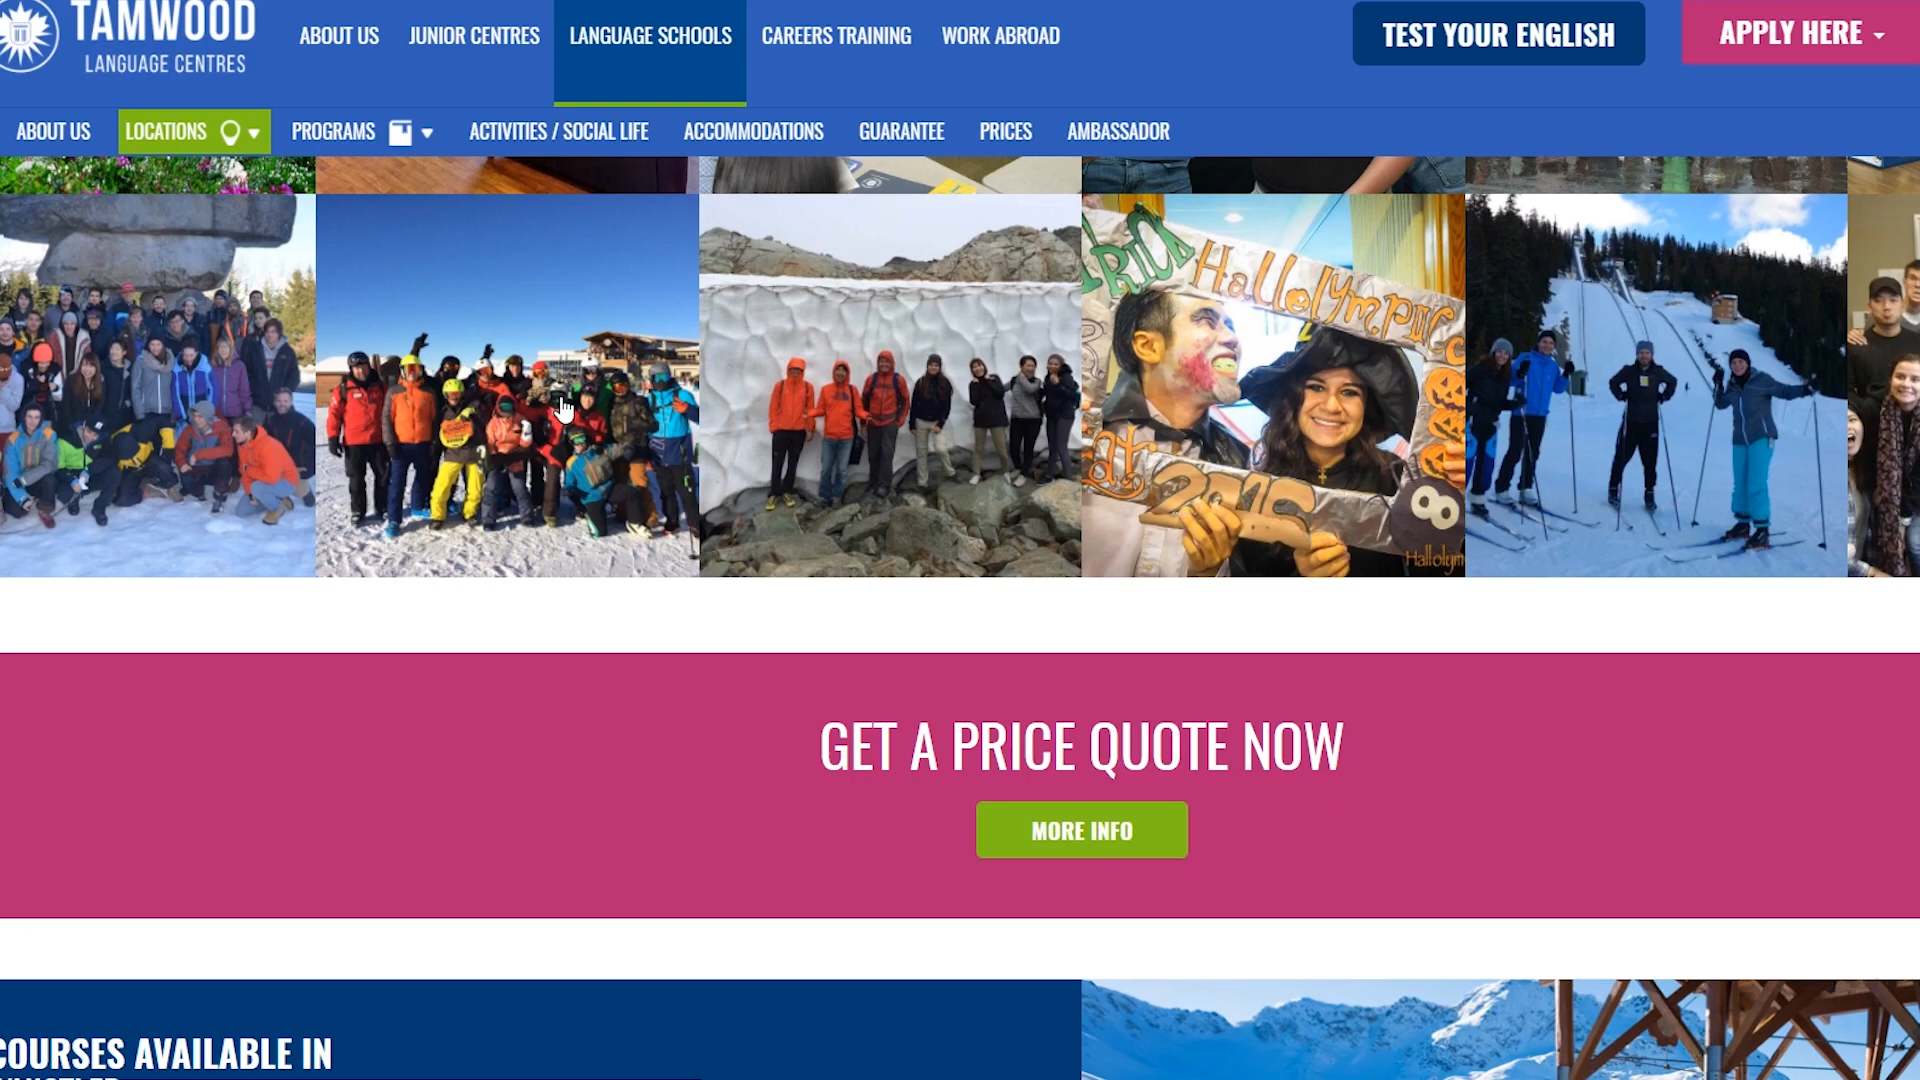 TAMWOOD
LANGUAGE CENTRES
ABOUT US
JUNIOR CENTRES
LANGUAGE SCHOOLS
CAREERS TRAINING
WORK ABROAD
TEST YOUR ENGLISH
APPLY HERE
ABOUT US
LOCATIONS
PROGRAMS
ACTIVITIES / SOCIAL LIFE
ACCOMMODATIONS
GUARANTEE
PRICES
AMBASSADOR
Hallolympic
2016
GET A PRICE QUOTE NOW
MORE INFO
COURSES AVAILABLE IN